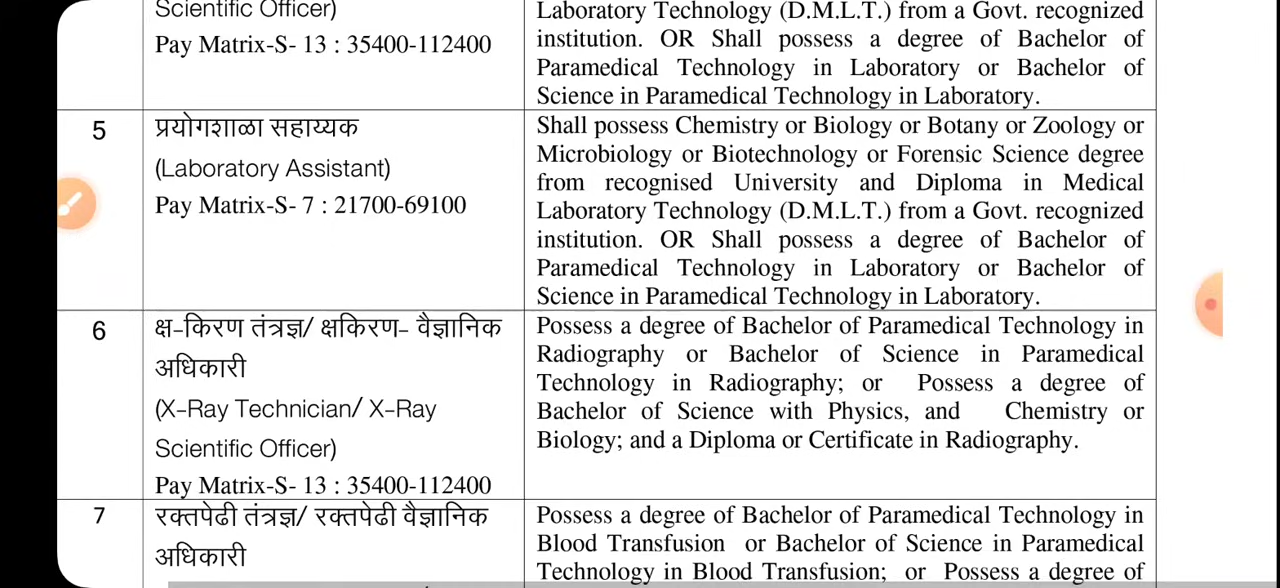 Scientific Officer)
Pay Matrix-S- 13 : 35400-112400
Laboratory Technology (D.M.L.T.) from a Govt. recognized
institution. OR Shall possess a degree of Bachelor of
Paramedical Technology in Laboratory or Bachelor of
Science in Paramedical Technology in Laboratory.
5
प्रयोगशाळा सहाय्यक
(Laboratory Assistant)
Pay Matrix-S- 7 : 21700-69100
Shall possess Chemistry or Biology or Botany or Zoology or
Microbiology or Biotechnology or Forensic Science degree
from recognised University and Diploma in Medical
Laboratory Technology (D.M.L.T.) from a Govt. recognized
institution. OR Shall possess a degree of Bachelor of
Paramedical Technology in Laboratory or Bachelor of
Science in Paramedical Technology in Laboratory.
6
क्ष-किरण तंत्रज्ञ/ क्षकिरण- वैज्ञानिक
अधिकारी
(X-Ray Technician/ X-Ray
Scientific Officer)
Pay Matrix-S- 13 : 35400-112400
Possess a degree of Bachelor of Paramedical Technology in
Radiography or Bachelor of Science in Paramedical
Technology in Radiography; or Possess a degree of
Bachelor of Science with Physics, and Chemistry or
Biology; and a Diploma or Certificate in Radiography.
7
रक्तपेढी तंत्रज्ञ/ रक्तपेढी वैज्ञानिक
अधिकारी
Possess a degree of Bachelor of Paramedical Technology in
Blood Transfusion or Bachelor of Science in Paramedical
Technology in Blood Transfusion; or Possess a degree of